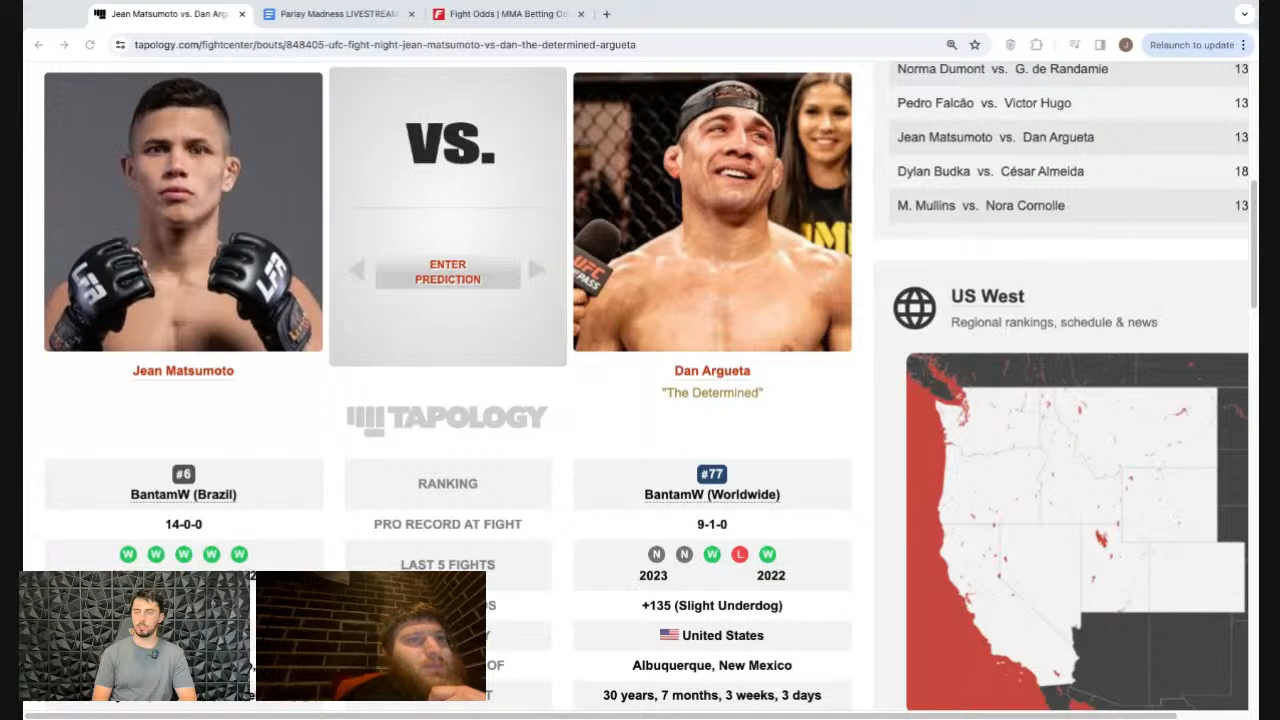 Jean Matsumoto vs. Dan Arg
Parlay Madness LIVESTREAM
Fight Odds | MMA Betting Od
tapology.com/fightcenter/bouts/848405-ufc-fight-night-jean-matsumoto-vs-dan-the-determined-argueta
Relaunch to update
VS.
ENTER
PREDICTION
LFA
LFA
UFC
PASS
Jean Matsumoto
Dan Argueta
"The Determined"
TAPOLOGY
#6
BantamW (Brazil)
RANKING
#77
BantamW (Worldwide)
14-0-0
PRO RECORD AT FIGHT
9-1-0
W W W W W
LAST 5 FIGHTS
N N W L W
2023
2022
S
+135 (Slight Underdog)
Y
United States
OF
Albuquerque, New Mexico
T
30 years, 7 months, 3 weeks, 3 days
Norma Dumont vs. G. de Randamie
13
Pedro Falcão vs. Victor Hugo
13
Jean Matsumoto vs. Dan Argueta
13
Dylan Budka vs. César Almeida
18
M. Mullins vs. Nora Cornolle
13
US West
Regional rankings, schedule & news